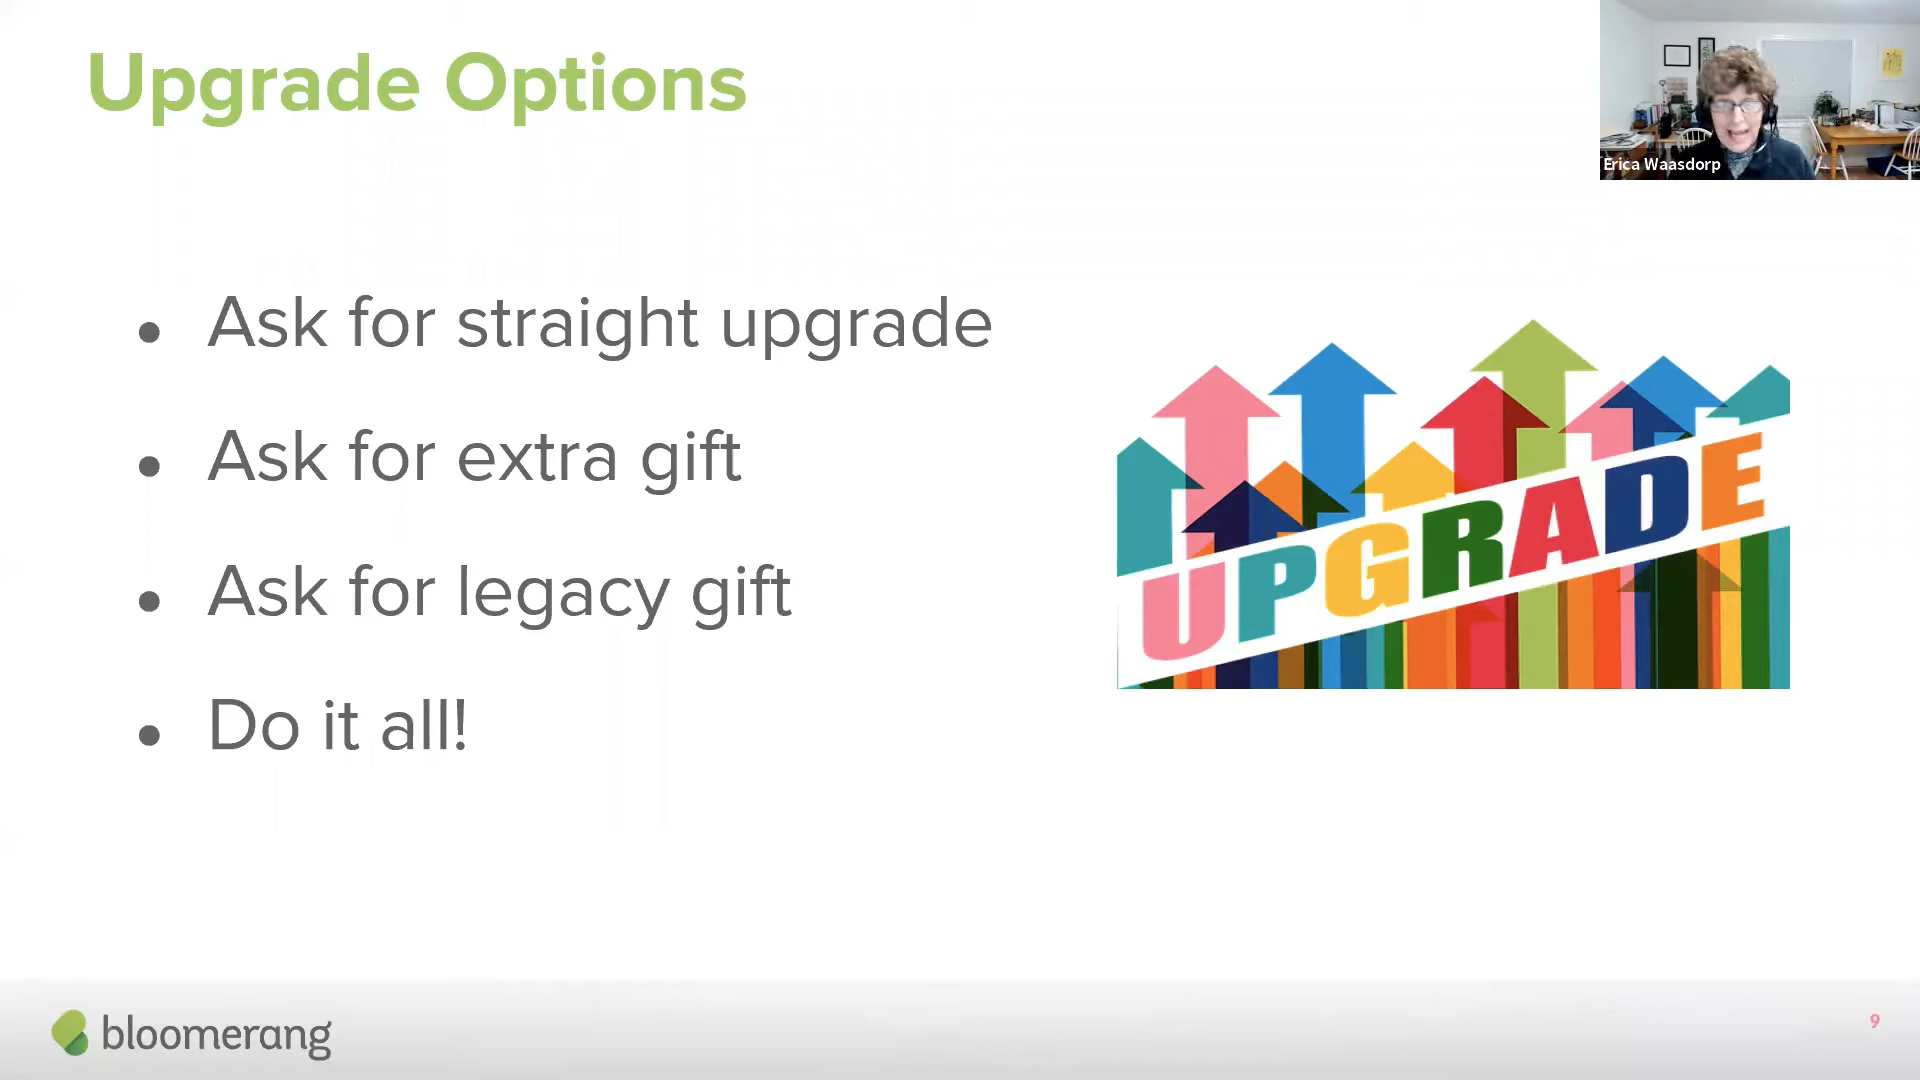 Upgrade Options
Erica Waasdorp
• Ask for straight upgrade
• Ask for extra gift
• Ask for legacy gift
• Do it all!
UPGRADE
bloomerang
9